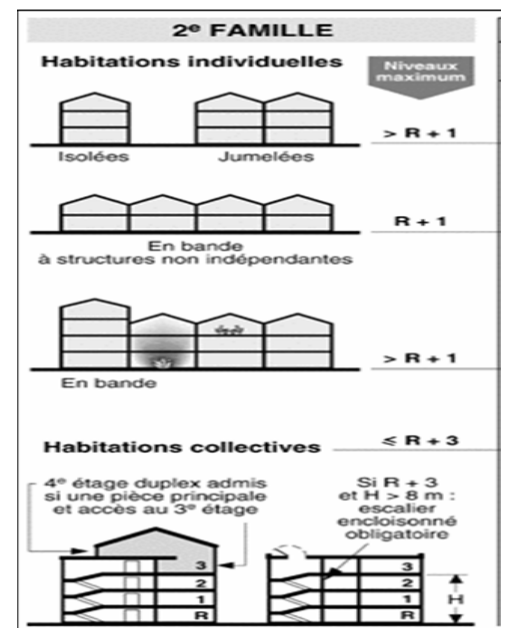 2e FAMILLE
Habitations individuelles
Niveaux
maximum
> R + 1
Isolées
Jumelées
R + 1
En bande
à structures non indépendantes
> R + 1
En bande
Habitations collectives
≤ R + 3
4e étage duplex admis
si une pièce principale
et accès au 3e étage
Si R + 3
et H > 8 m :
escalier
encloisonné
obligatoire
3
2
1
R
3
2
1
R
H